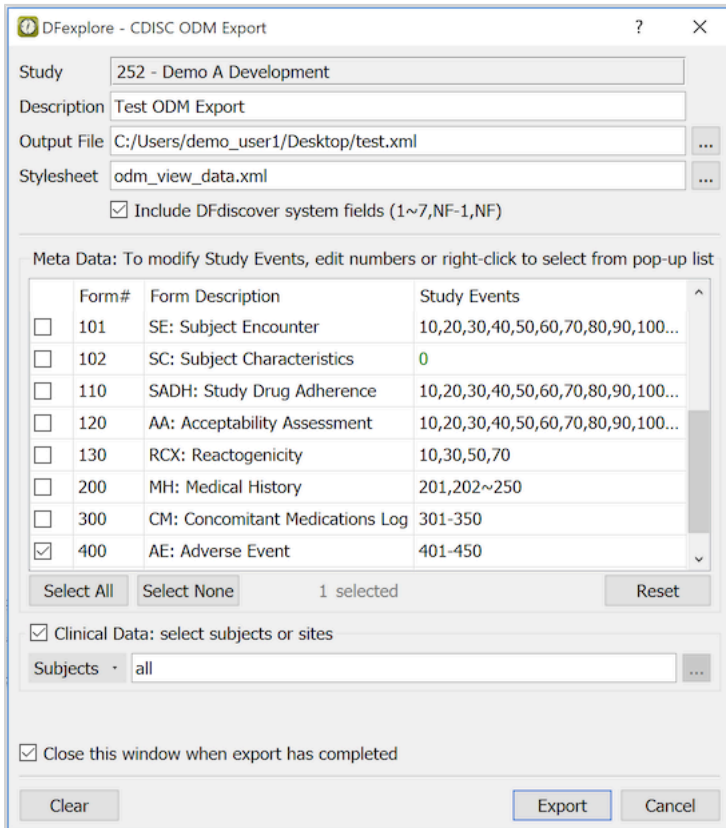 DFexplore - CDISC ODM Export ? ×
Study 252 - Demo A Development
Description Test ODM Export
Output File C:/Users/demo_user1/Desktop/test.xml ...
Stylesheet odm_view_data.xml ...
Include DFdiscover system fields (1~7,NF-1,NF)
Meta Data: To modify Study Events, edit numbers or right-click to select from pop-up list
Form# Form Description Study Events
101 SE: Subject Encounter 10,20,30,40,50,60,70,80,90,100...
102 SC: Subject Characteristics 0
110 SADH: Study Drug Adherence 10,20,30,40,50,60,70,80,90,100...
120 AA: Acceptability Assessment 10,20,30,40,50,60,70,80,90,100...
130 RCX: Reactogenicity 10,30,50,70
200 MH: Medical History 201,202~250
300 CM: Concomitant Medications Log 301-350
400 AE: Adverse Event 401-450
Select All Select None 1 selected Reset
Clinical Data: select subjects or sites
Subjects all ...
Close this window when export has completed
Clear Export Cancel